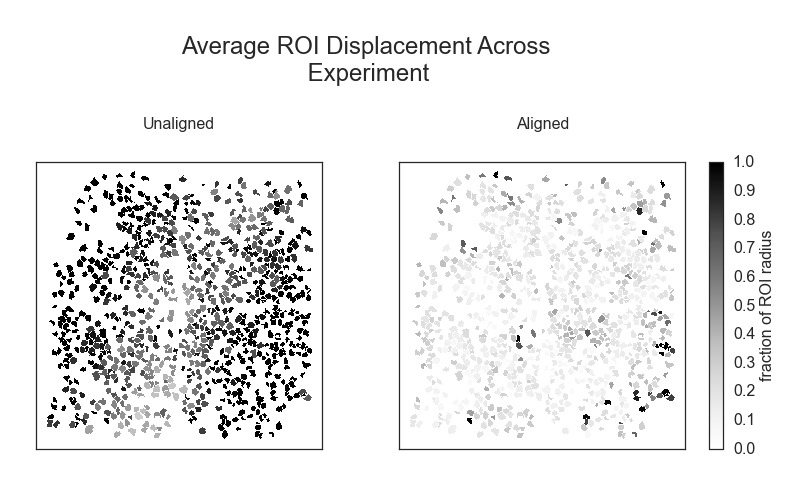 Average ROI Displacement Across
Experiment
Unaligned
Aligned
1.0
0.9
0.8
0.7
0.6
0.5
0.4
0.3
0.2
0.1
0.0
fraction of ROI radius